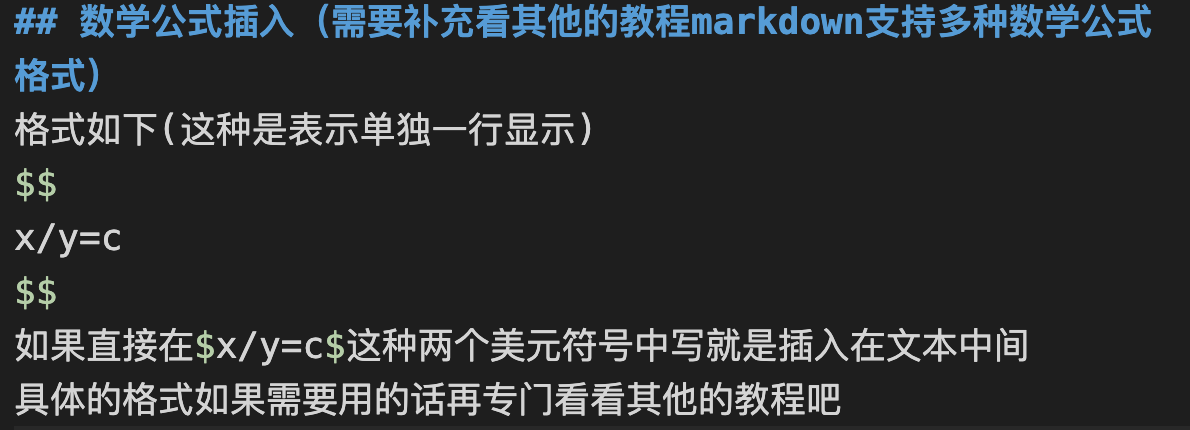 ## 数学公式插入（需要补充看其他的教程markdown支持多种数学公式
格式）
格式如下(这种是表示单独一行显示)
$$
x/y=c
$$
如果直接在$x/y=c$这种两个美元符号中写就是插入在文本中间
具体的格式如果需要用的话再专门看看其他的教程吧